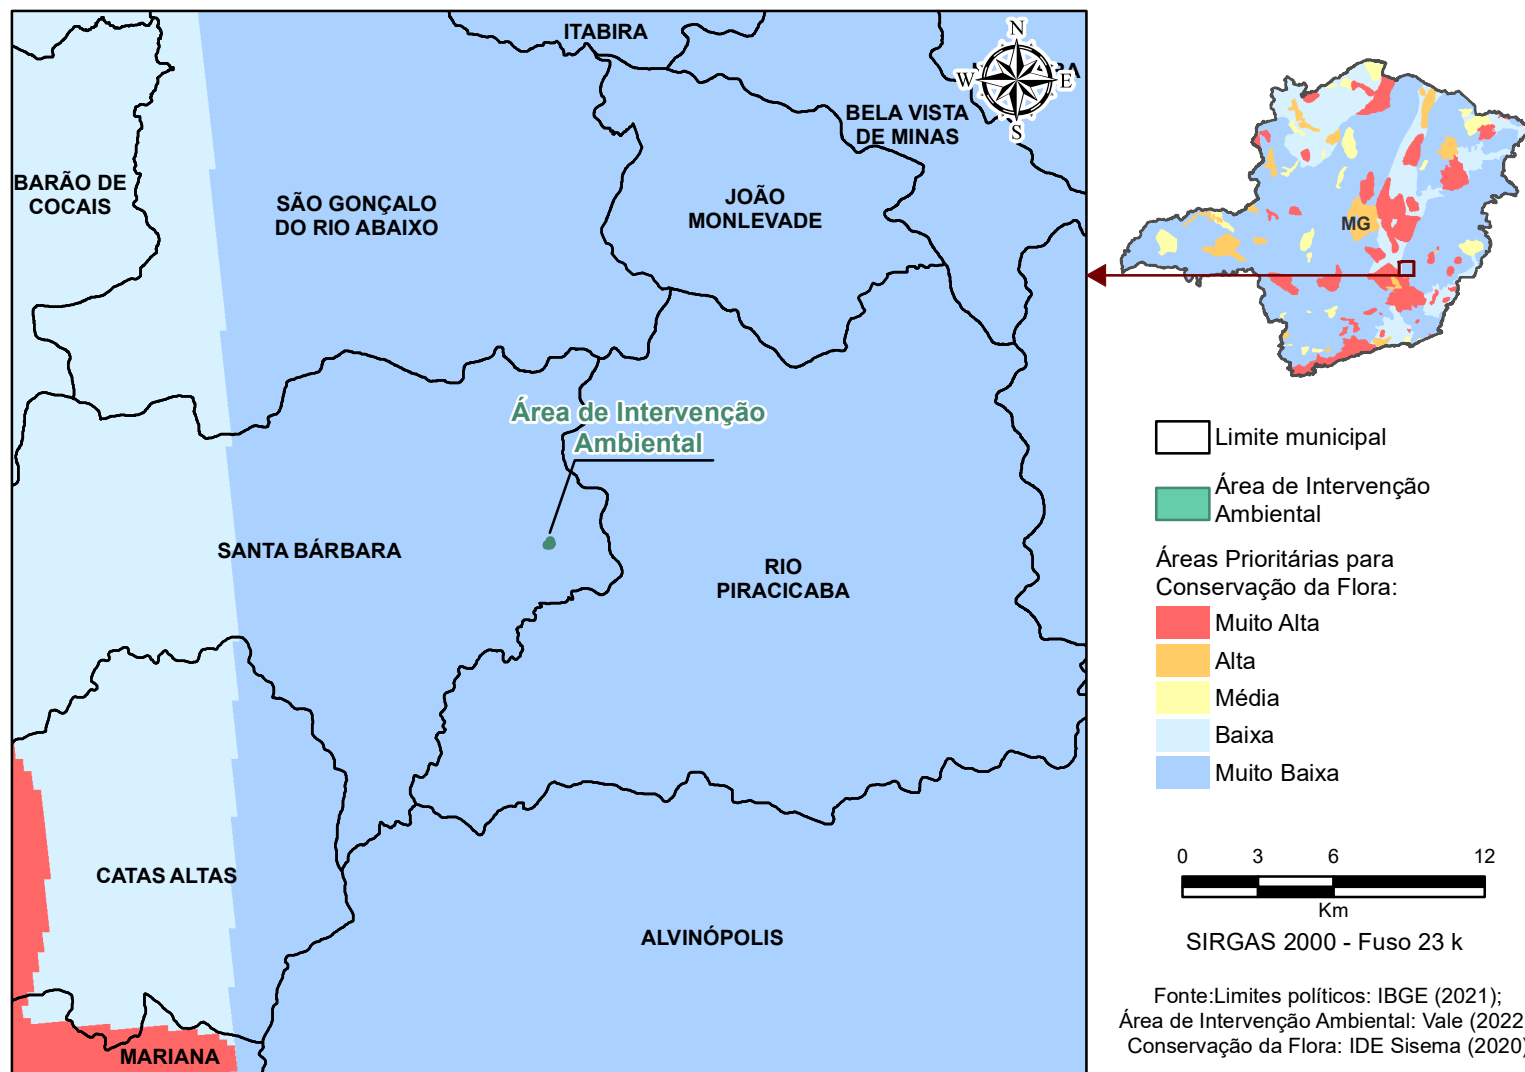 ITABIRA
N
W
E
S
BELA VISTA
DE MINAS
BARÃO DE
COCAIS
SÃO GONÇALO
DO RIO ABAIXO
JOÃO
MONLEVADE
MG
Área de Intervenção
Ambiental
SANTA BÁRBARA
RIO
PIRACICABA
CATAS ALTAS
ALVINÓPOLIS
MARIANA
Limite municipal
Área de Intervenção
Ambiental
Áreas Prioritárias para
Conservação da Flora:
Muito Alta
Alta
Média
Baixa
Muito Baixa
0 3 6 12
Km
SIRGAS 2000 - Fuso 23 k
Fonte:Limites políticos: IBGE (2021);
Área de Intervenção Ambiental: Vale (2022
Conservação da Flora: IDE Sisema (2020)